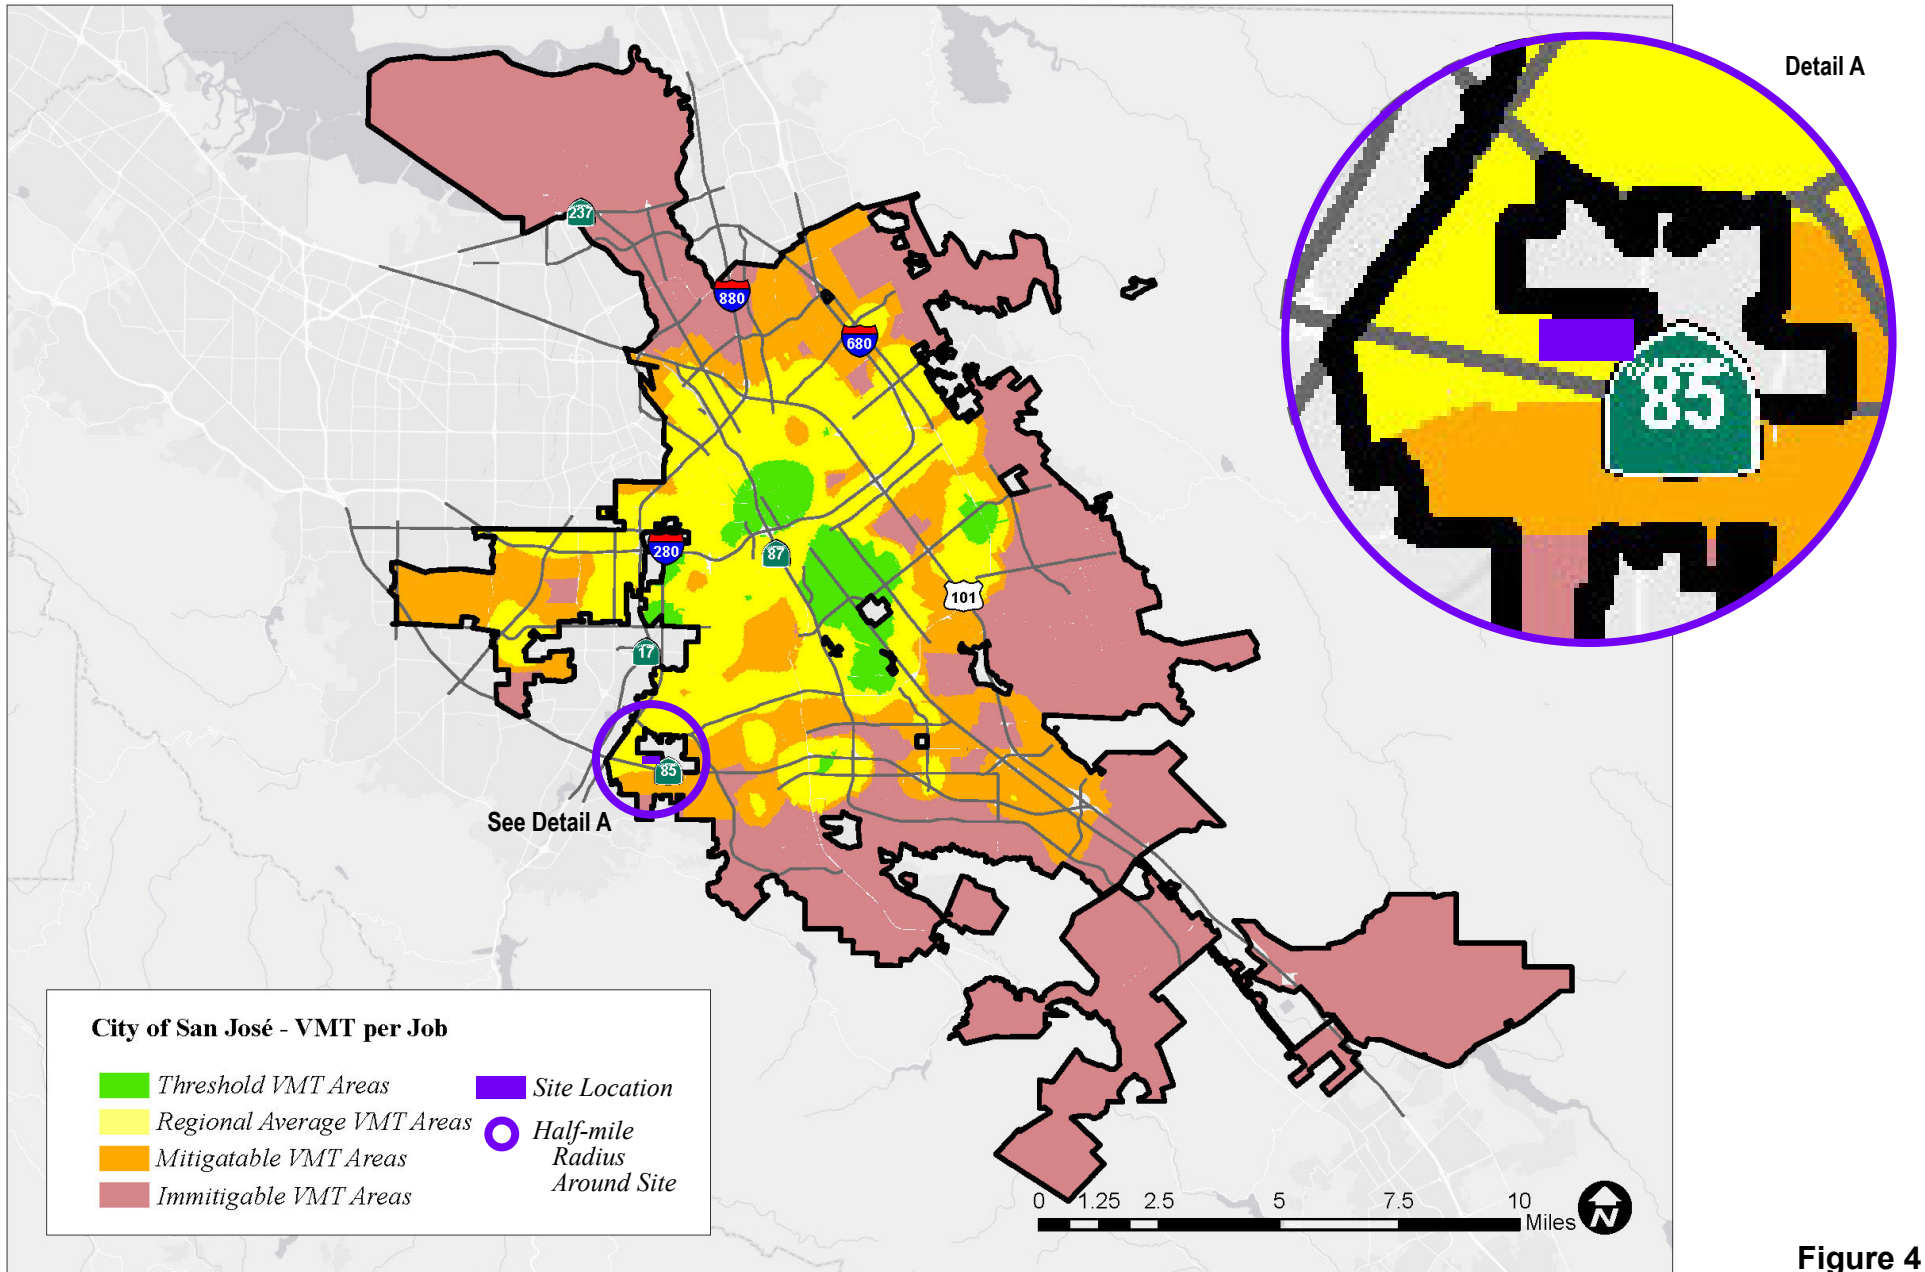 Detail A
85
237
880
680
280
87
101
17
85
See Detail A
City of San José - VMT per Job
Threshold VMT Areas
Regional Average VMT Areas
Mitigatable VMT Areas
Immitigable VMT Areas
Site Location
Half-mile
Radius
Around Site
0 1.25 2.5 5 7.5 10
Miles
N
Figure 4